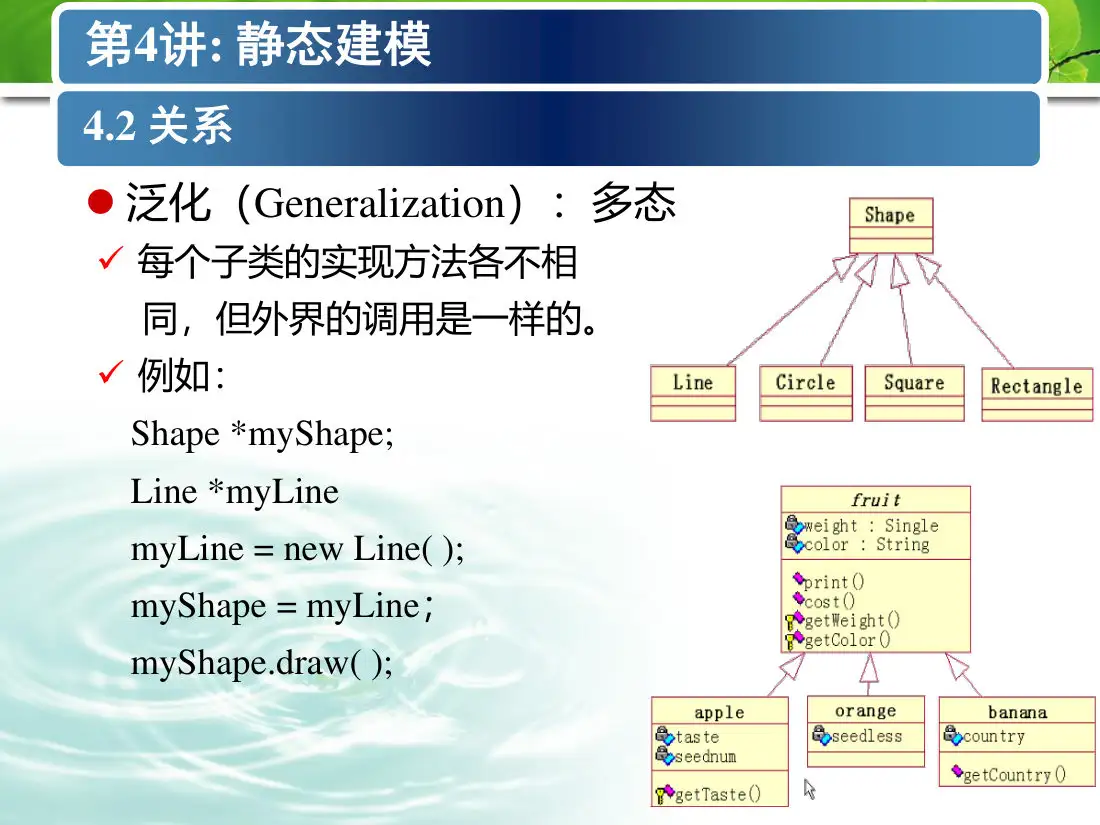 第4讲: 静态建模
4.2 关系
泛化（Generalization）：多态
每个子类的实现方法各不相
同，但外界的调用是一样的。
例如：
Shape *myShape;
Line *myLine
myLine = new Line( );
myShape = myLine；
myShape.draw( );
Shape
Line
Circle
Square
Rectangle
fruit
weight : Single
color : String
print()
cost()
getWeight()
getColor()
apple
taste
seednum
getTaste()
orange
seedless
banana
country
getCountry()